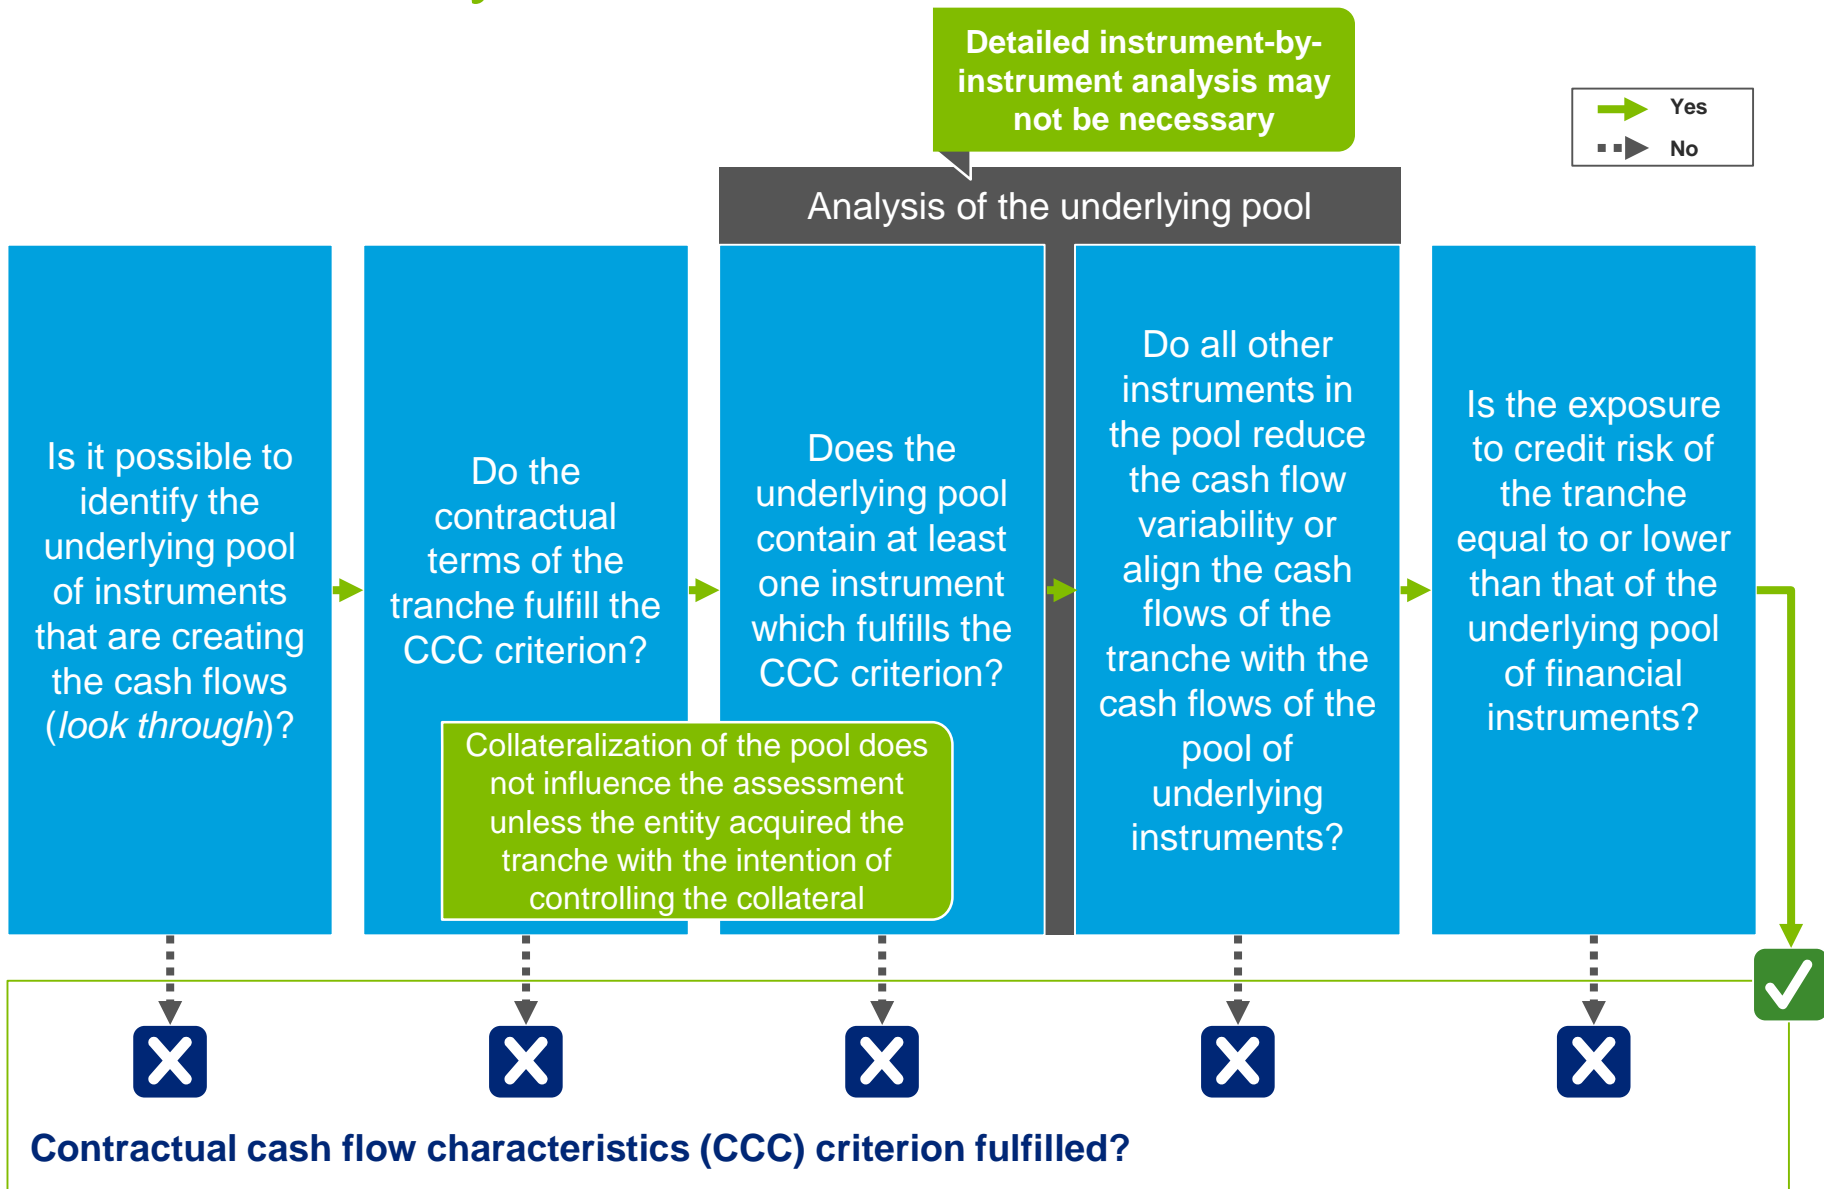 Detailed instrument-by-
instrument analysis may
not be necessary
Yes
No
Analysis of the underlying pool
Is it possible to
identify the
underlying pool
of instruments
that are creating
the cash flows
(look through)?
Do the
contractual
terms of the
tranche fulfill the
CCC criterion?
Does the
underlying pool
contain at least
one instrument
which fulfills the
CCC criterion?
Do all other
instruments in
the pool reduce
the cash flow
variability or
align the cash
flows of the
tranche with the
cash flows of the
pool of
underlying
instruments?
Is the exposure
to credit risk of
the tranche
equal to or lower
than that of the
underlying pool
of financial
instruments?
Collateralization of the pool does
not influence the assessment
unless the entity acquired the
tranche with the intention of
controlling the collateral
Contractual cash flow characteristics (CCC) criterion fulfilled?